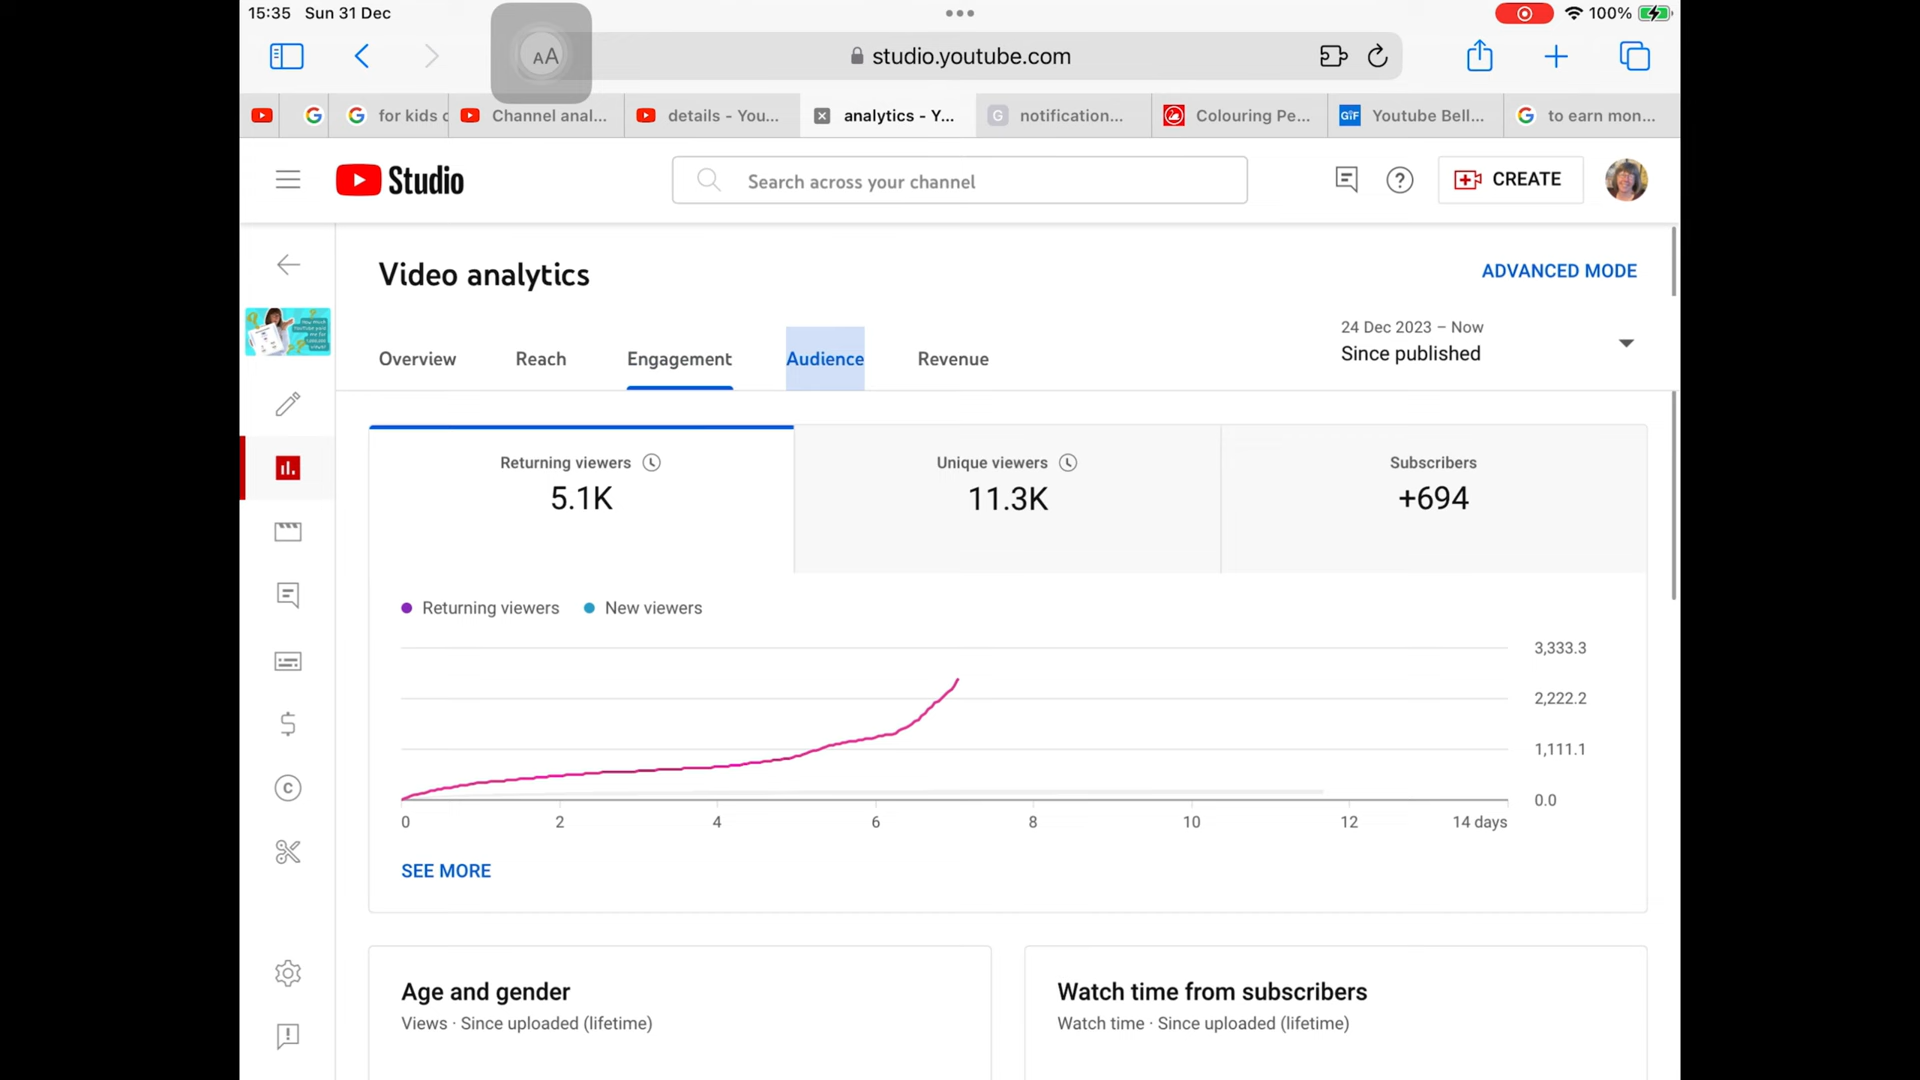 15:35 Sun 31 Dec
100%
AA
studio.youtube.com
for kids c
Channel anal...
details - You...
analytics - Y...
notification...
Colouring Pe...
GIF
Youtube Bell...
to earn mon...
Studio
Search across your channel
CREATE
Video analytics
ADVANCED MODE
24 Dec 2023 – Now
Since published
Overview
Reach
Engagement
Audience
Revenue
Returning viewers
5.1K
Unique viewers
11.3K
Subscribers
+694
Returning viewers
New viewers
3,333.3
2,222.2
1,111.1
0.0
0
2
4
6
8
10
12
14 days
SEE MORE
Age and gender
Views · Since uploaded (lifetime)
Watch time from subscribers
Watch time · Since uploaded (lifetime)